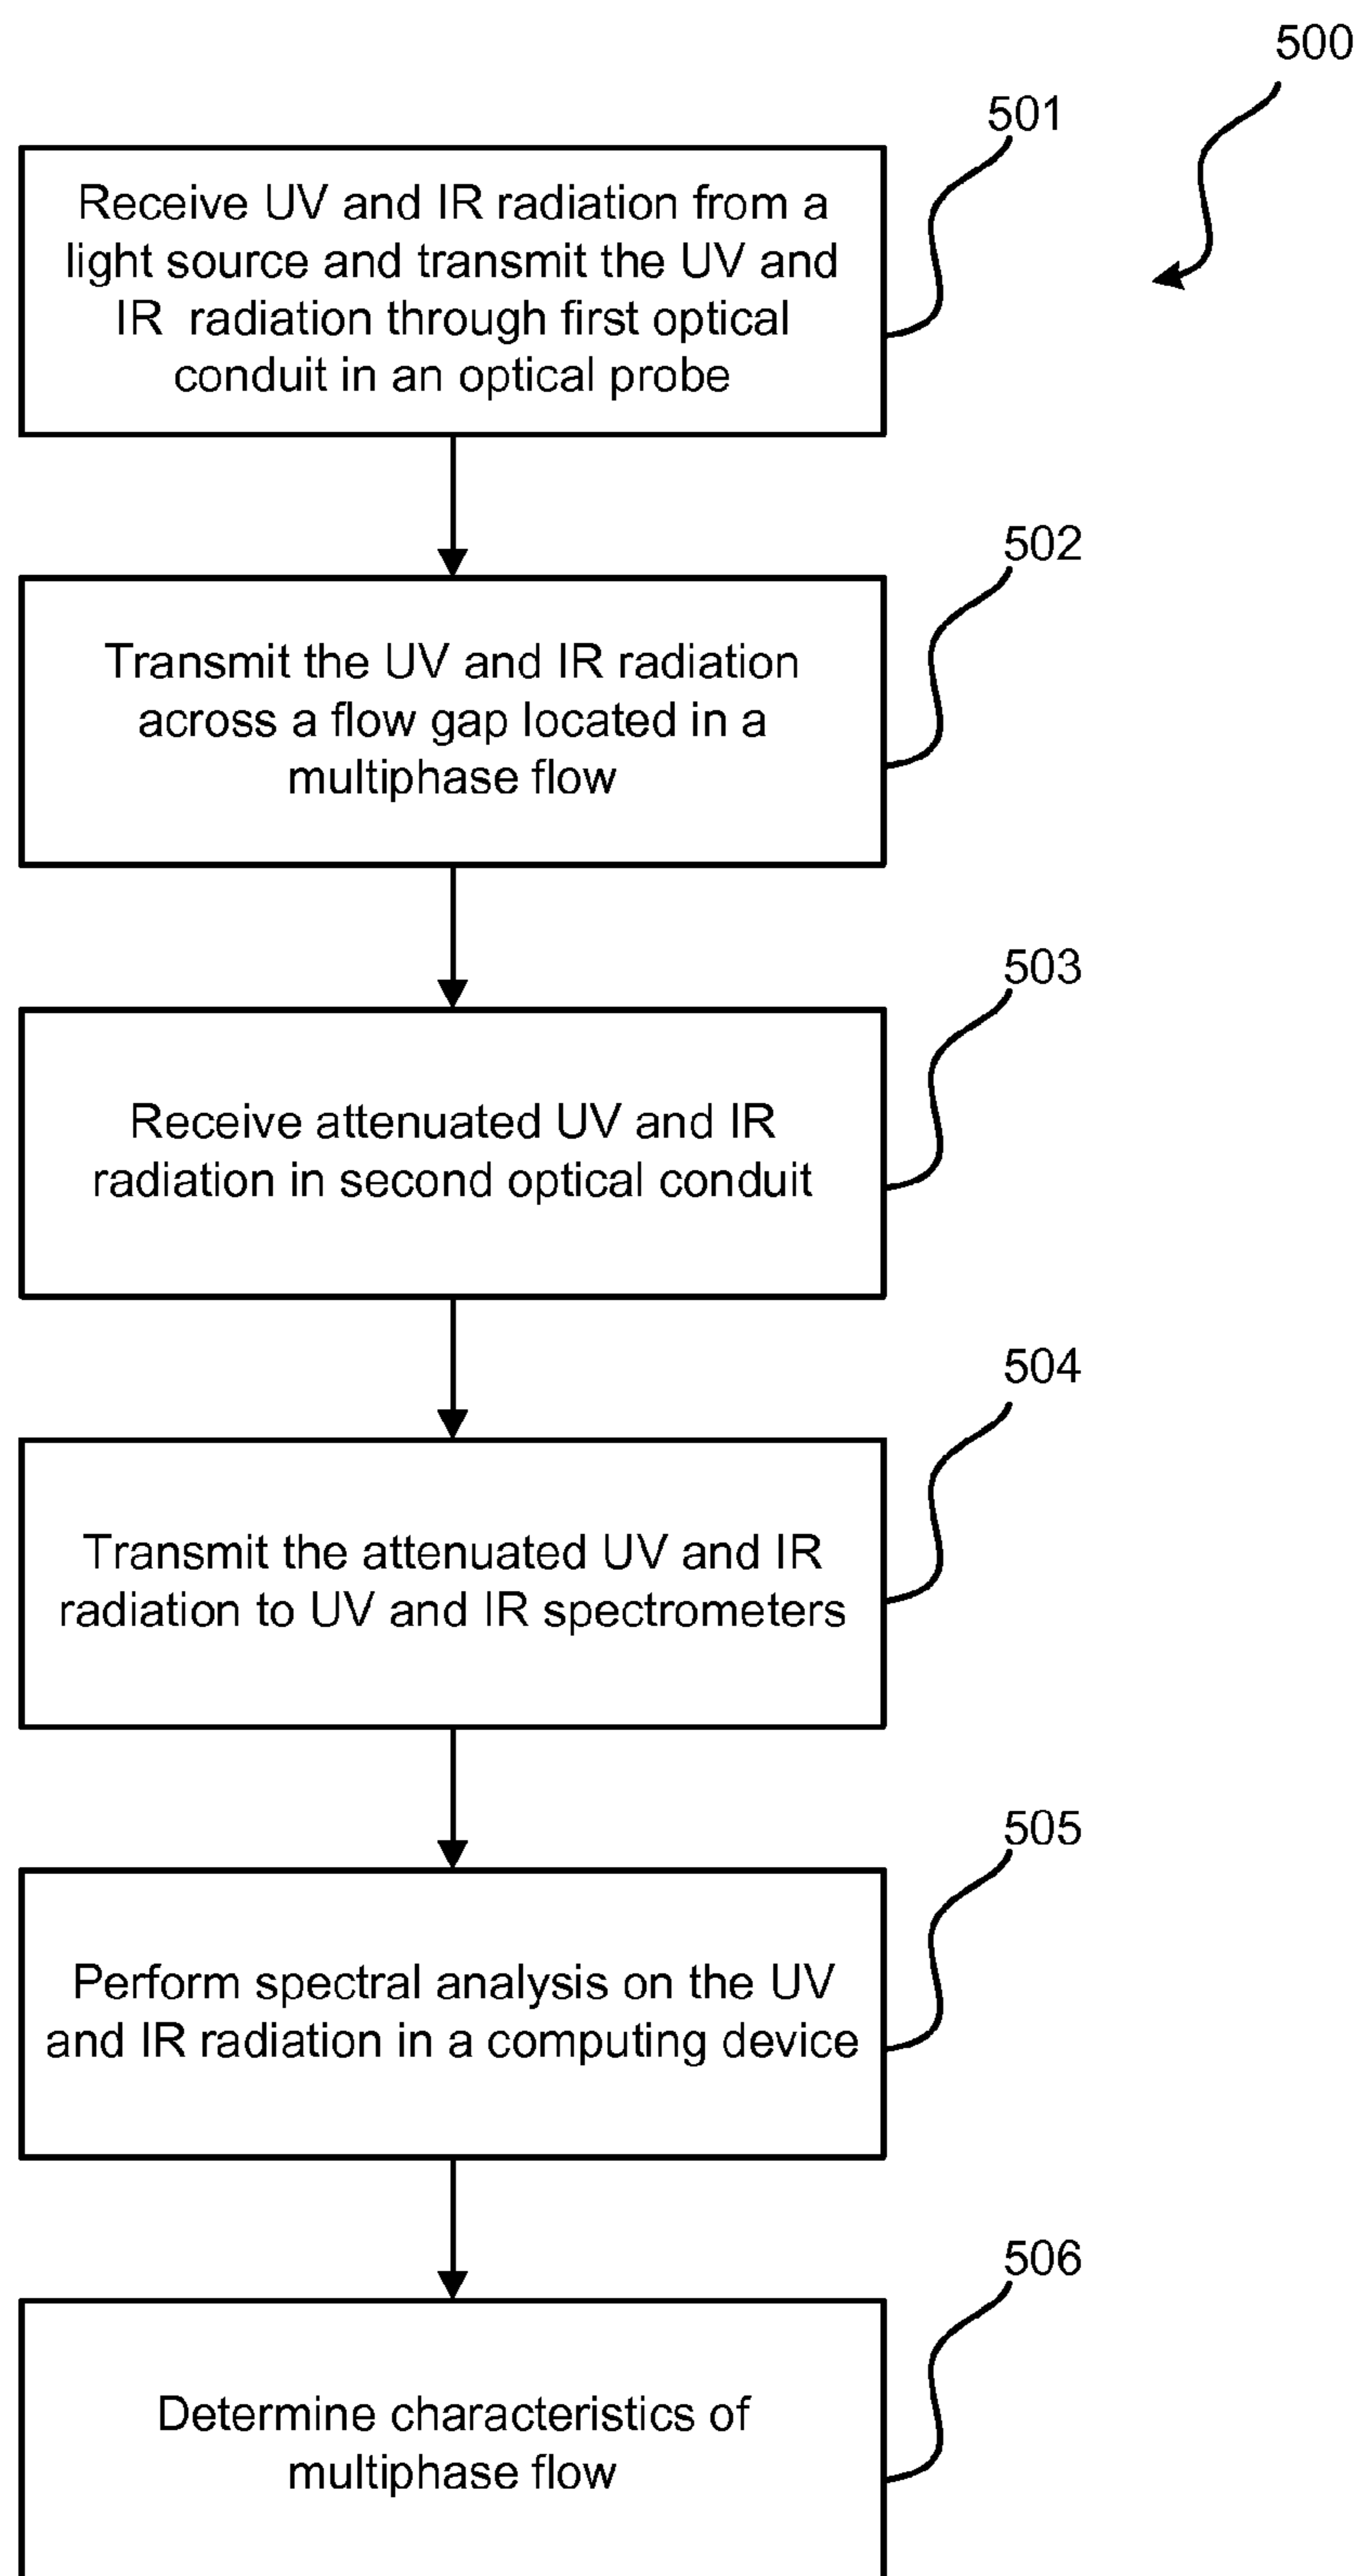 500
501
Receive UV and IR radiation from a
light source and transmit the UV and
IR radiation through first optical
conduit in an optical probe
502
Transmit the UV and IR radiation
across a flow gap located in a
multiphase flow
503
Receive attenuated UV and IR
radiation in second optical conduit
504
Transmit the attenuated UV and IR
radiation to UV and IR spectrometers
505
Perform spectral analysis on the UV
and IR radiation in a computing device
506
Determine characteristics of
multiphase flow